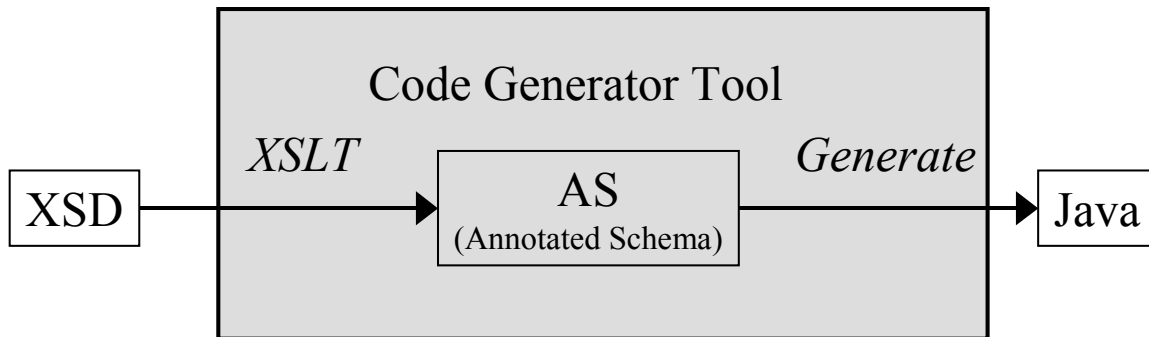 Code Generator Tool
XSLT
Generate
XSD
AS
(Annotated Schema)
Java